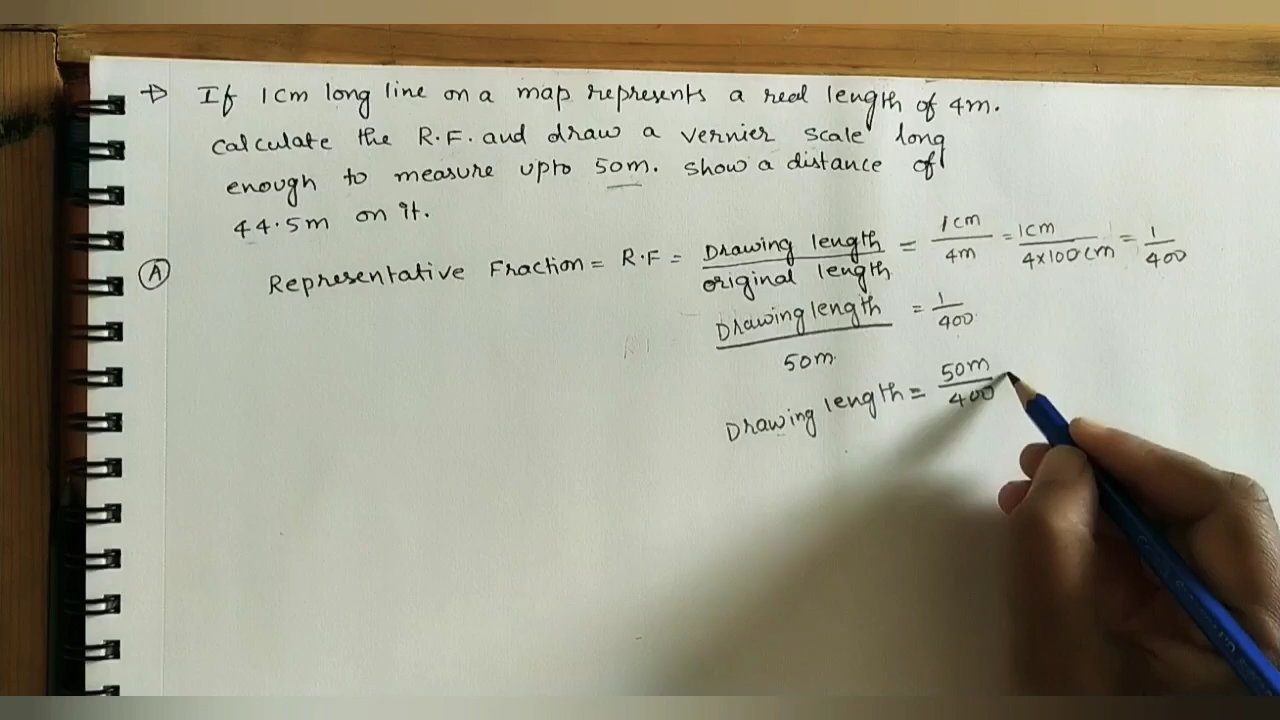 → If 1cm long line on a map represents a real length of 4m.
calculate the R.F. and draw a vernier scale long
enough to measure upto 50m. show a distance of
44.5m on it.
(A) Representative Fraction = R.F = Drawing length / original length = 1cm / 4m = 1cm / 4x100cm = 1 / 400
Drawing length / 50m = 1 / 400
Drawing length = 50m / 400